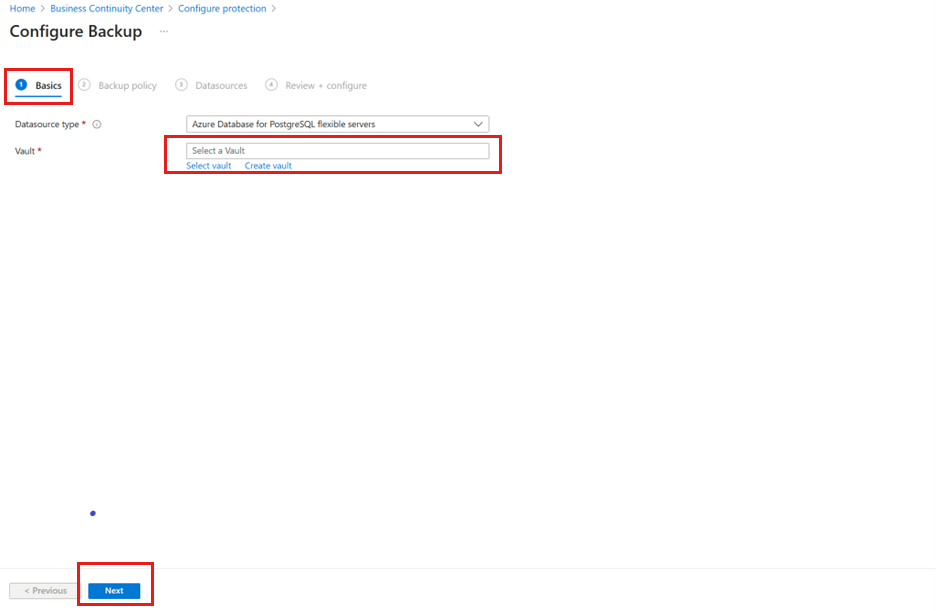 Home > Business Continuity Center > Configure protection >
Configure Backup ...
1 Basics 2 Backup policy 3 Datasources 4 Review + configure
Datasource type * Azure Database for PostgreSQL flexible servers
Vault * Select a Vault
Select vault Create vault
< Previous Next